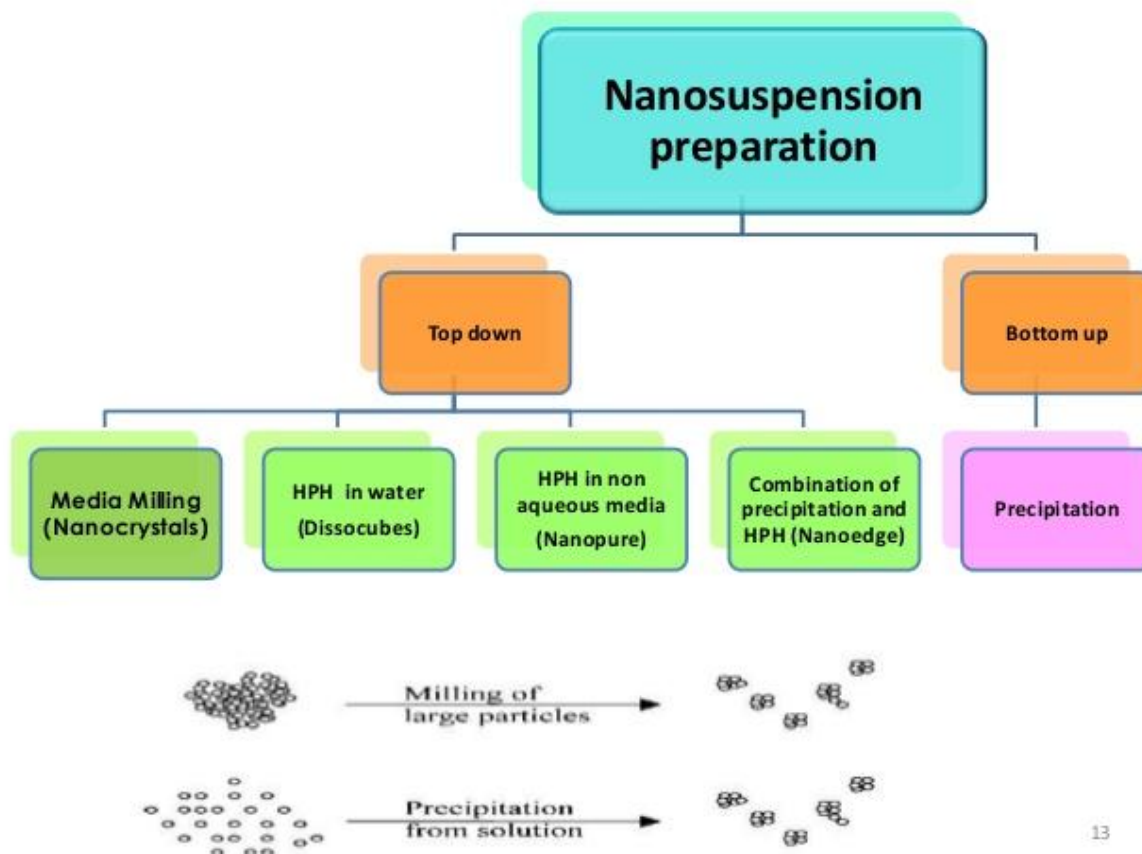 Nanosuspension
preparation
Top down
Bottom up
Media Milling
(Nanocrystals)
HPH in water
(Dissocubes)
HPH in non
aqueous media
(Nanopure)
Combination of
precipitation and
HPH (Nanoedge)
Precipitation
Milling of
large particles
Precipitation
from solution
13